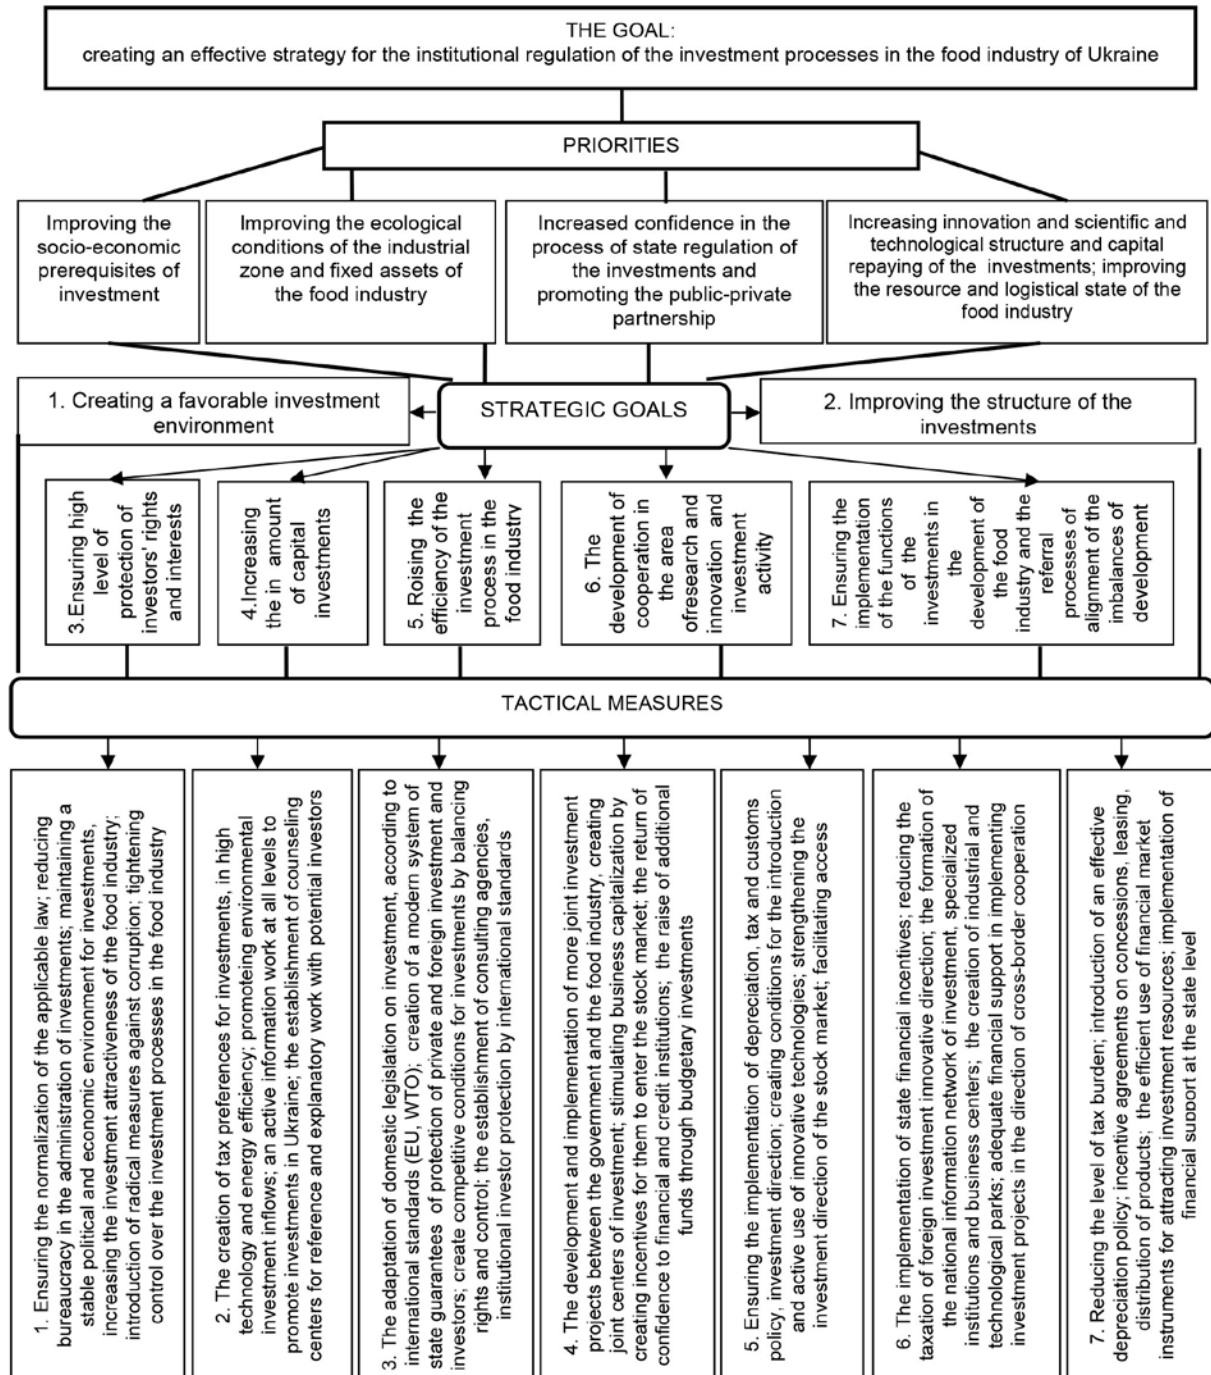 THE GOAL:
creating an effective strategy for the institutional regulation of the investment processes in the food industry of Ukraine
PRIORITIES
Improving the
socio-economic
prerequisites of
investment
Improving the ecological
conditions of the industrial
zone and fixed assets of
the food industry
Increased confidence in the
process of state regulation of
the investments and
promoting the public-private
partnership
Increasing innovation and scientific and
technological structure and capital
repaying of the investments; improving
the resource and logistical state of the
food industry
1. Creating a favorable investment
environment
STRATEGIC GOALS
2. Improving the structure of the
investments
3.Ensuring high
level of
protection of
investors' rights
and interests
4.Increasing
the in amount
of capital
investments
5. Roising the
efficiency of the
investment
process in the
food industry
6. The
development of
cooperation in
the area
ofresearch and
innovation and
investment
activity
7. Ensuring the
implementation
of the functions
of the
investments in
the
development of
the food
industry and the
referral
processes of
alignment of the
imbalances of
development
TACTICAL MEASURES
1. Ensuring the normalization of the applicable law; reducing
bureaucracy in the administration of investments; maintaining a
stable political and economic environment for investments,
increasing the investment attractiveness of the food industry;
introduction of radical measures against corruption; tightening
control over the investment processes in the food industry
2. The creation of tax preferences for investments, in high
technology and energy efficiency; promoting environmental
investment inflows; an active information work at all levels to
promote investments in Ukraine; the establishment of counseling
centers for reference and explanatory work with potential investors
3. The adaptation of domestic legislation on investment, according to
international standards (EU, WTO); creation of a modern system of
state guarantees of protection of private and foreign investment and
investors; create competitive conditions for investments by balancing
rights and control; the establishment of consulting agencies,
institutional investor protection by international standards
4. The development and implementation of more joint investment
projects between the government and the food industry, creating
joint centers of investment; stimulating business capitalization by
creating incentives for them to enter the stock market; the return of
confidence to financial and credit institutions; the raise of additional
funds through budgetary investments
5. Ensuring the implementation of depreciation, tax and customs
policy, investment direction; creating conditions for the introduction
and active use of innovative technologies; strengthening the
investment direction of the stock market; facilitating access
6. The implementation of state financial incentives; reducing the
taxation of foreign investment innovative direction; the formation of
the national information network of investment, specialized
institutions and business centers; the creation of industrial and
technological parks; adequate financial support in implementing
investment projects in the direction of cross-border cooperation
7. Reducing the level of tax burden; introduction of an effective
depreciation policy; incentive agreements on concessions, leasing,
distribution of products; the efficient use of financial market
instruments for attracting investment resources; implementation of
financial support at the state level